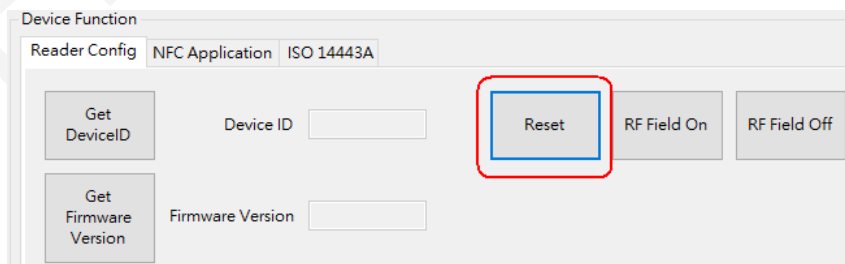 Device Function
Reader Config NFC Application ISO 14443A
Get
DeviceID
Device ID
Reset
RF Field On
RF Field Off
Get
Firmware
Version
Firmware Version